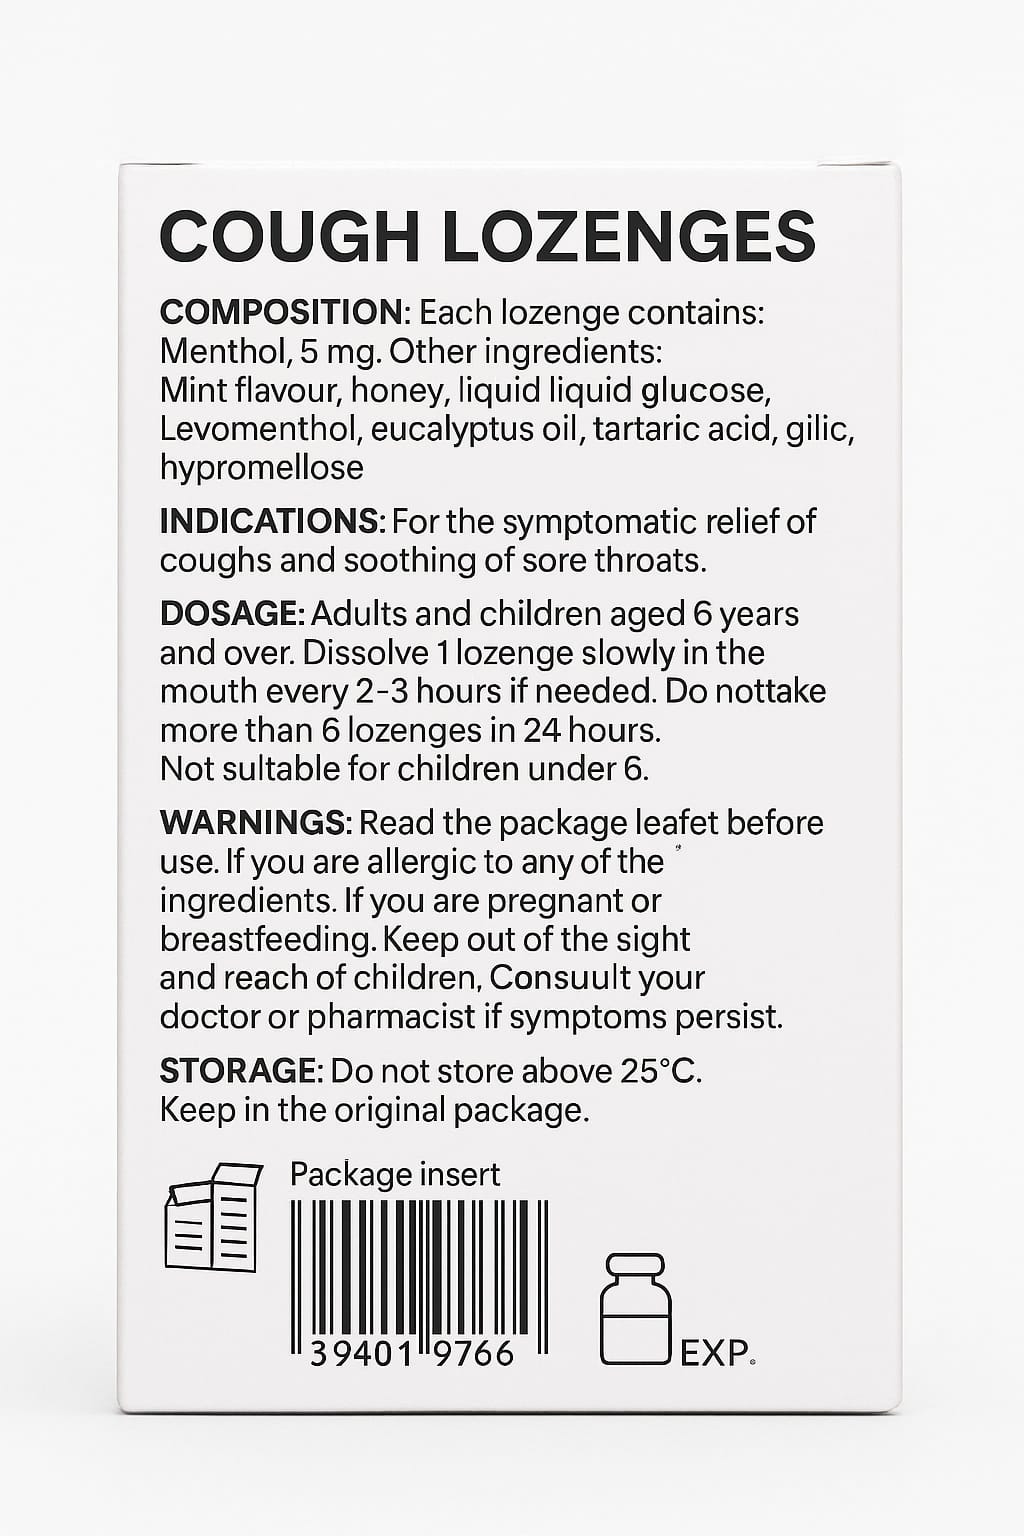 COUGH LOZENGES
COMPOSITION: Each lozenge contains:
Menthol, 5 mg. Other ingredients:
Mint flavour, honey, liquid liquid glucose,
Levomenthol, eucalyptus oil, tartaric acid, gilic,
hypromellose
INDICATIONS: For the symptomatic relief of
coughs and soothing of sore throats.
DOSAGE: Adults and children aged 6 years
and over. Dissolve 1 lozenge slowly in the
mouth every 2-3 hours if needed. Do nottake
more than 6 lozenges in 24 hours.
Not sultable for children under 6.
WARNINGS: Read the package leafet before
use. If you are allergic to any of the
ingredients. If you are pregnant or
breastfeeding. Keep out of the sight
and reach of children, Consuult your
doctor or pharmacist if symptoms persist.
STORAGE: Do not store above 25°C.
Keep in the original package.
Package insert
39401 9766
EXP.